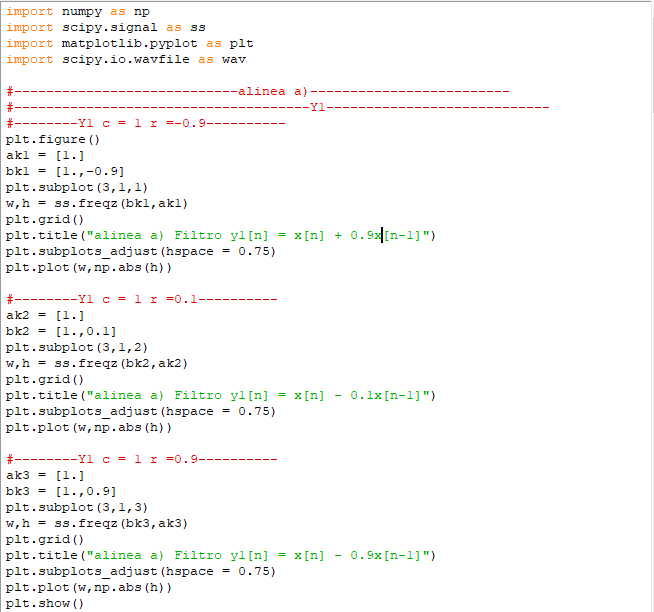 import numpy as np
import scipy.signal as ss
import matplotlib.pyplot as plt
import scipy.io.wavfile as wav
#----------------------------alinea a)-------------------------
#-------------------------------------Y1----------------------------
#--------Y1 c = 1 r =-0.9----------
plt.figure()
ak1 = [1.]
bk1 = [1.,-0.9]
plt.subplot(3,1,1)
w,h = ss.freqz(bk1,ak1)
plt.grid()
plt.title("alinea a) Filtro y1[n] = x[n] + 0.9x[n-1]")
plt.subplots_adjust(hspace = 0.75)
plt.plot(w,np.abs(h))
#--------Y1 c = 1 r =0.1----------
ak2 = [1.]
bk2 = [1.,0.1]
plt.subplot(3,1,2)
w,h = ss.freqz(bk2,ak2)
plt.grid()
plt.title("alinea a) Filtro y1[n] = x[n] - 0.1x[n-1]")
plt.subplots_adjust(hspace = 0.75)
plt.plot(w,np.abs(h))
#--------Y1 c = 1 r =0.9----------
ak3 = [1.]
bk3 = [1.,0.9]
plt.subplot(3,1,3)
w,h = ss.freqz(bk3,ak3)
plt.grid()
plt.title("alinea a) Filtro y1[n] = x[n] - 0.9x[n-1]")
plt.subplots_adjust(hspace = 0.75)
plt.plot(w,np.abs(h))
plt.show()